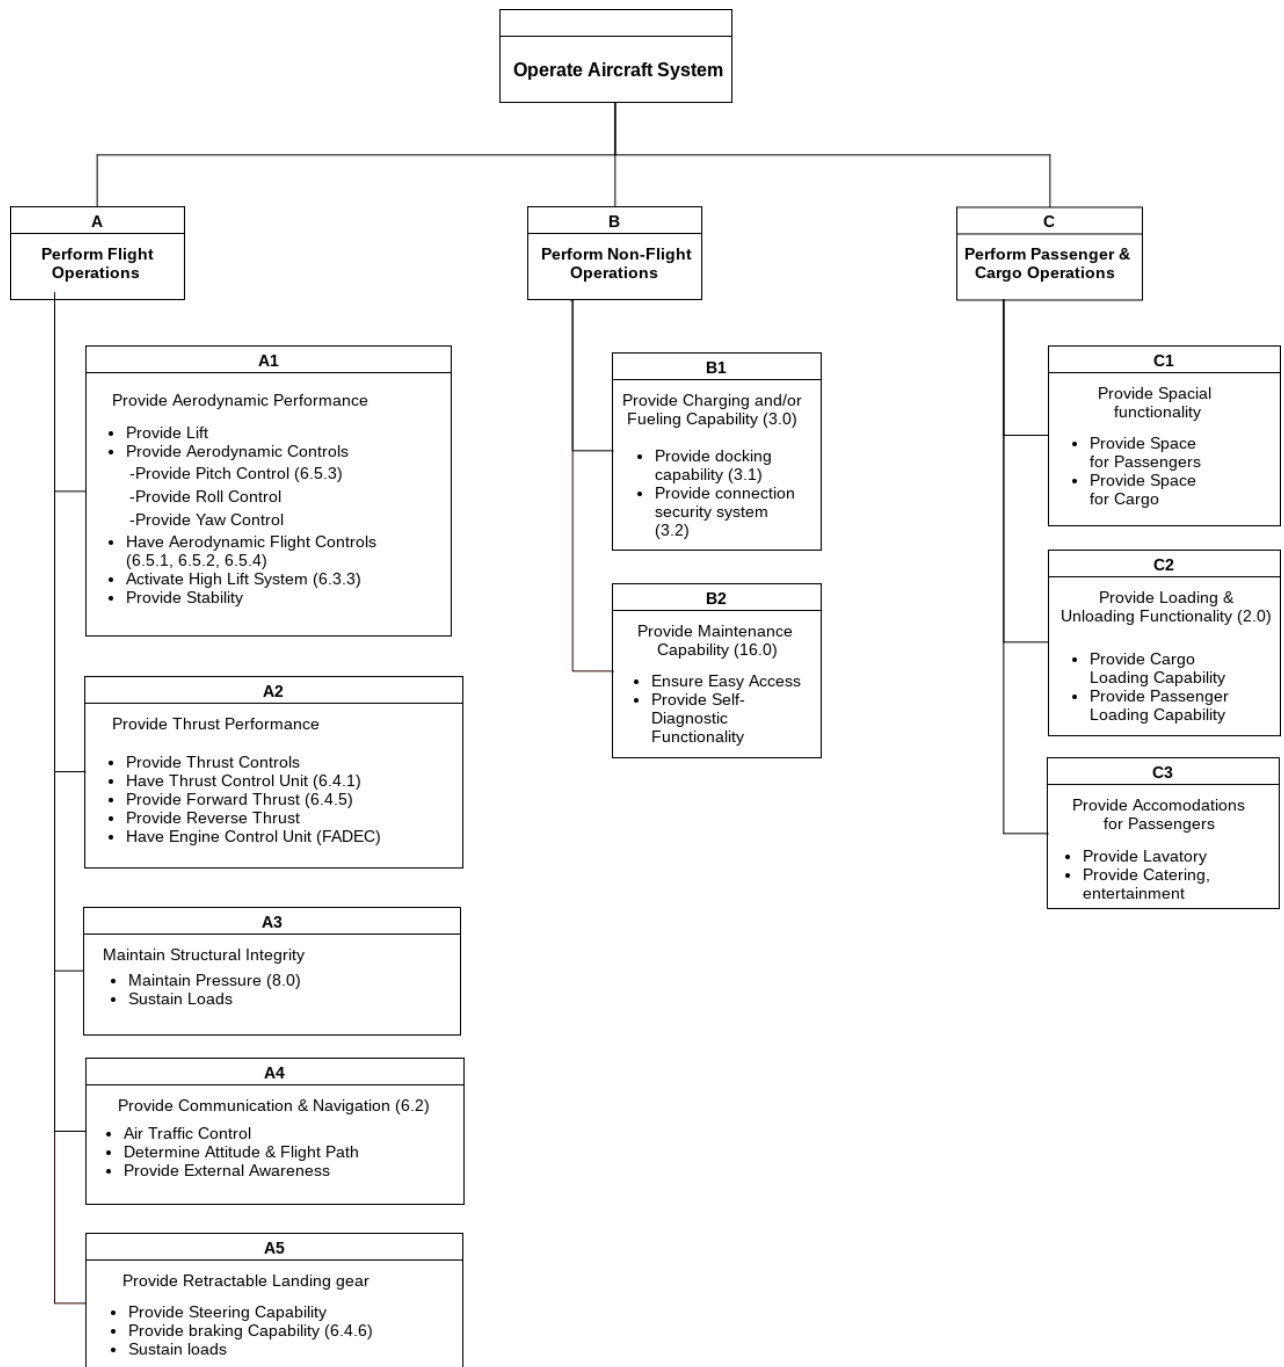 Operate Aircraft System
A
Perform Flight
Operations
A1
Provide Aerodynamic Performance
• Provide Lift
• Provide Aerodynamic Controls
-Provide Pitch Control (6.5.3)
-Provide Roll Control
-Provide Yaw Control
• Have Aerodynamic Flight Controls
(6.5.1, 6.5.2, 6.5.4)
• Activate High Lift System (6.3.3)
• Provide Stability
A2
Provide Thrust Performance
• Provide Thrust Controls
• Have Thrust Control Unit (6.4.1)
• Provide Forward Thrust (6.4.5)
• Provide Reverse Thrust
• Have Engine Control Unit (FADEC)
A3
Maintain Structural Integrity
• Maintain Pressure (8.0)
• Sustain Loads
A4
Provide Communication & Navigation (6.2)
• Air Traffic Control
• Determine Attitude & Flight Path
• Provide External Awareness
A5
Provide Retractable Landing gear
• Provide Steering Capability
• Provide braking Capability (6.4.6)
• Sustain loads
B
Perform Non-Flight
Operations
B1
Provide Charging and/or
Fueling Capability (3.0)
• Provide docking
capability (3.1)
• Provide connection
security system
(3.2)
B2
Provide Maintenance
Capability (16.0)
• Ensure Easy Access
• Provide Self-
Diagnostic
Functionality
C
Perform Passenger &
Cargo Operations
C1
Provide Spacial
functionality
• Provide Space
for Passengers
• Provide Space
for Cargo
C2
Provide Loading &
Unloading Functionality (2.0)
• Provide Cargo
Loading Capability
• Provide Passenger
Loading Capability
C3
Provide Accomodations
for Passengers
• Provide Lavatory
• Provide Catering,
entertainment